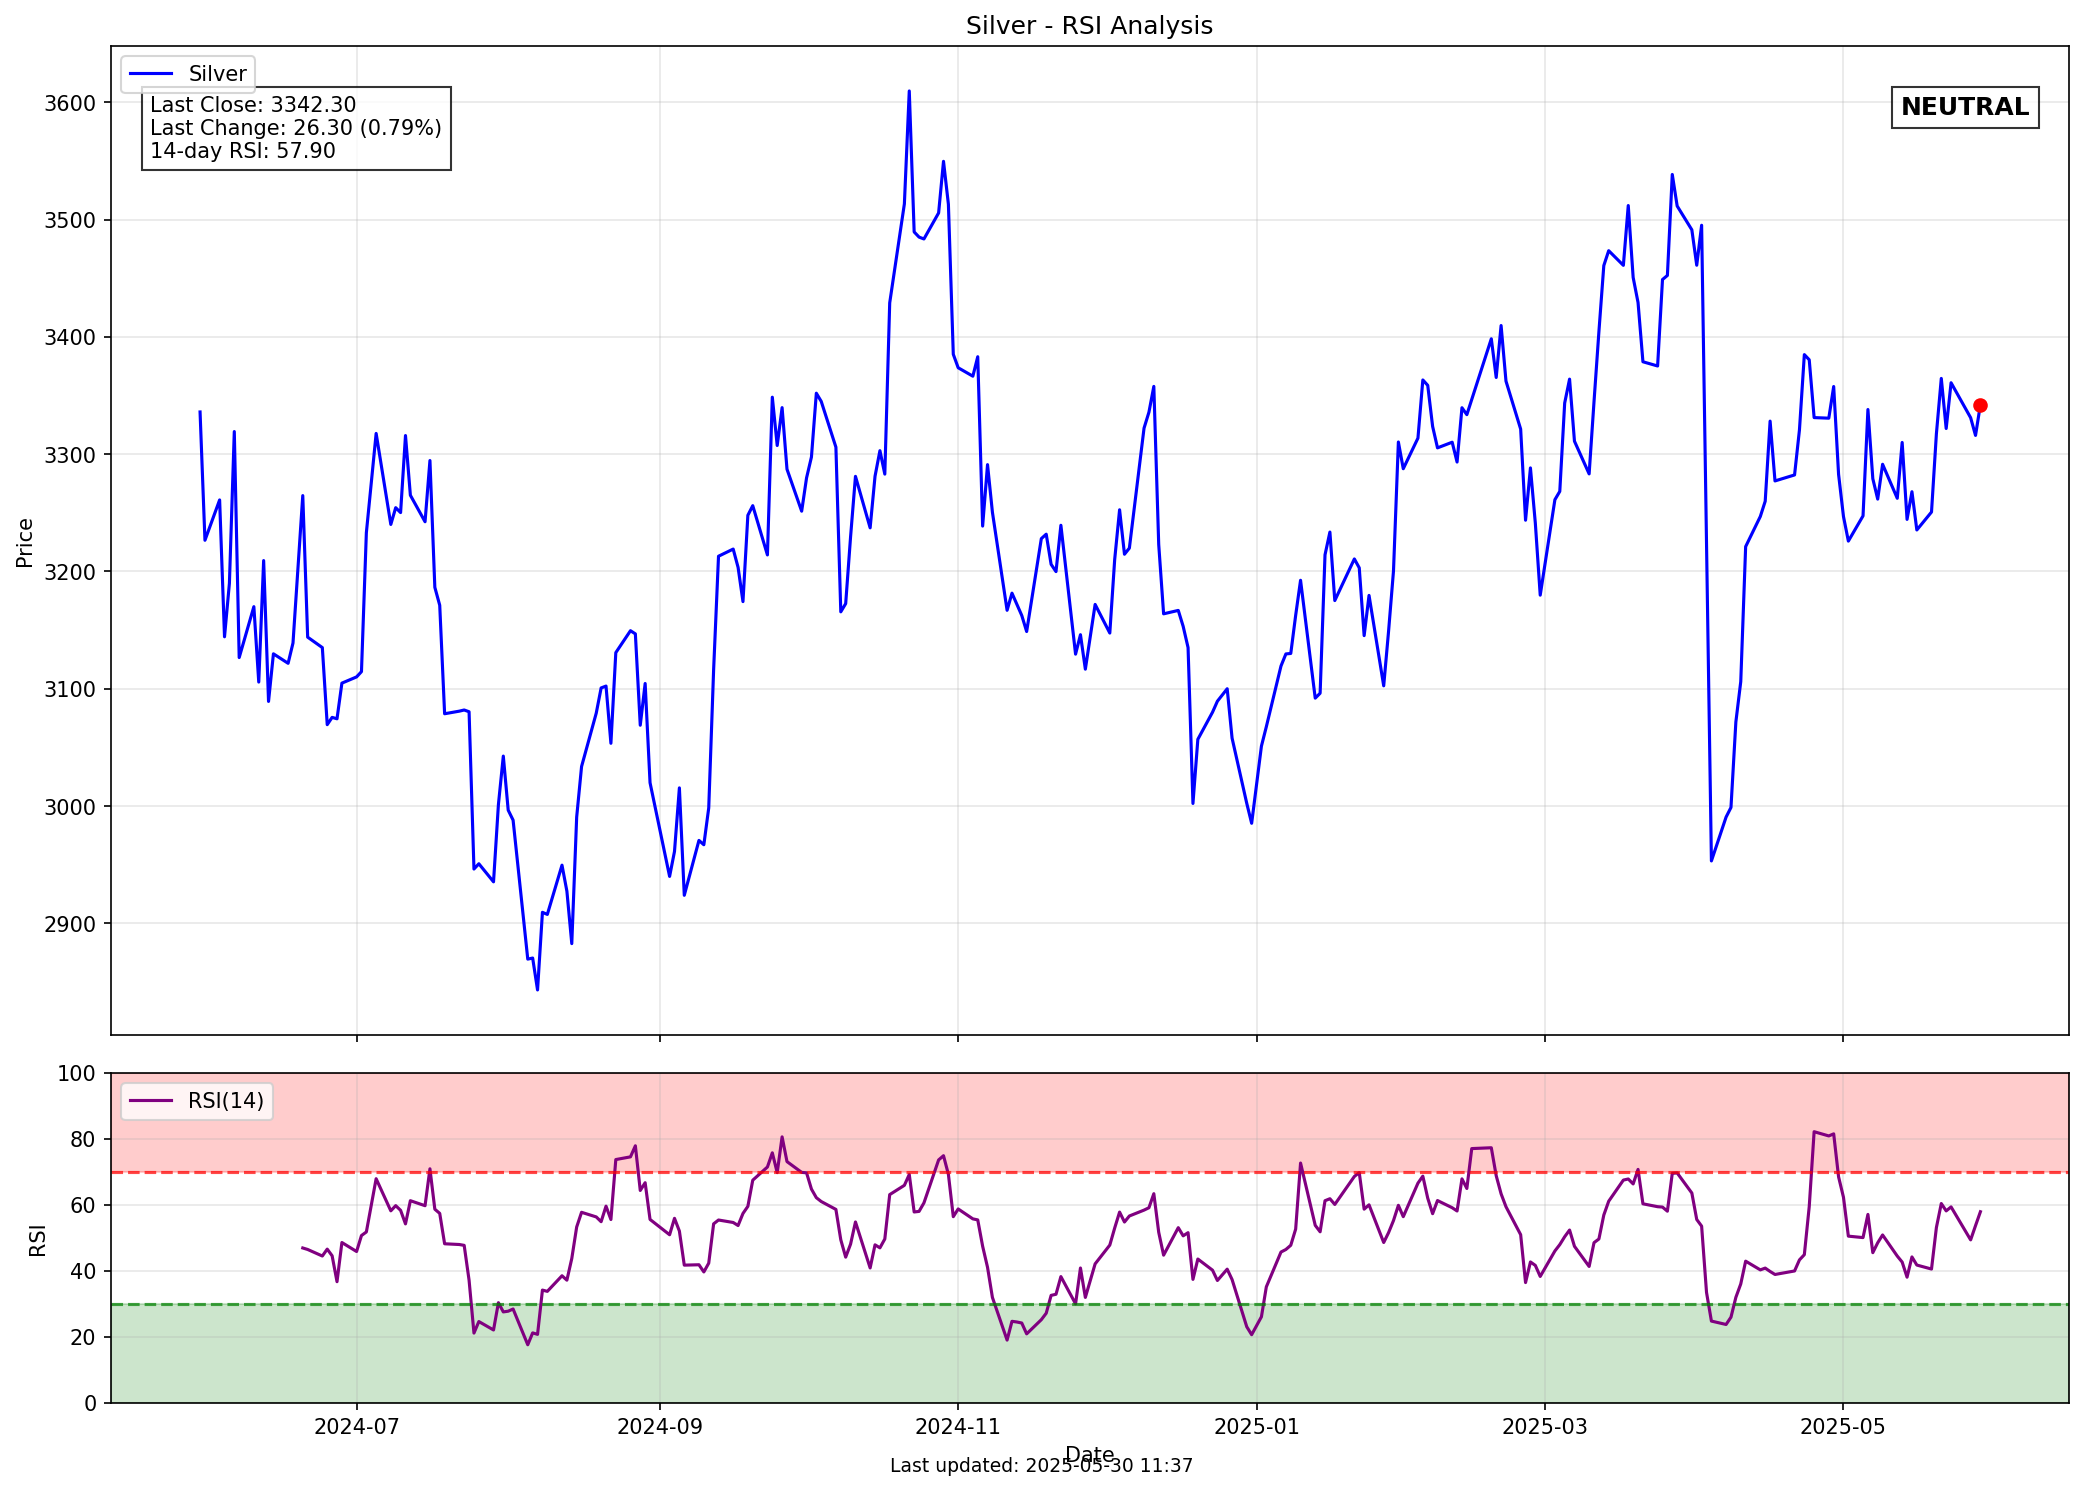 Silver - RSI Analysis
Silver
Last Close: 3342.30
Last Change: 26.30 (0.79%)
14-day RSI: 57.90
NEUTRAL
3600
3500
3400
3300
3200
3100
3000
2900
Price
RSI(14)
100
80
60
40
20
0
RSI
2024-07
2024-09
2024-11
2025-01
2025-03
2025-05
Date
Last updated: 2025-05-30 11:37